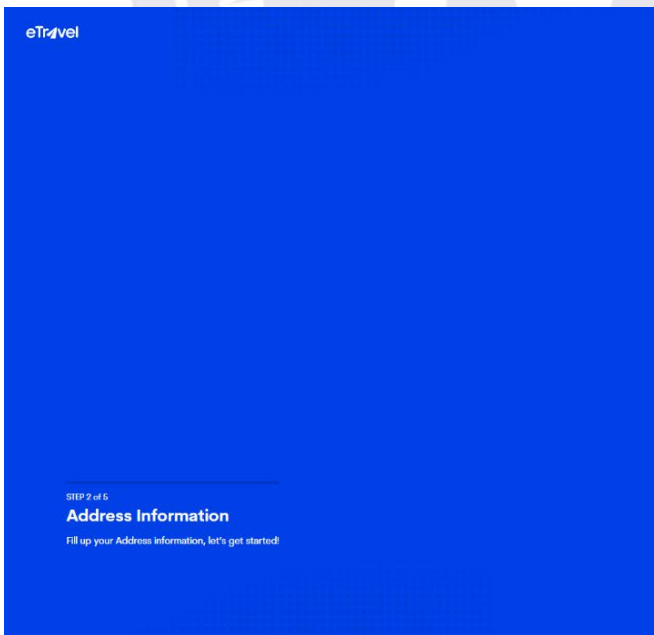 eTravel
STEP 2 of 5
Address Information
Fill up your Address information, let's get started!